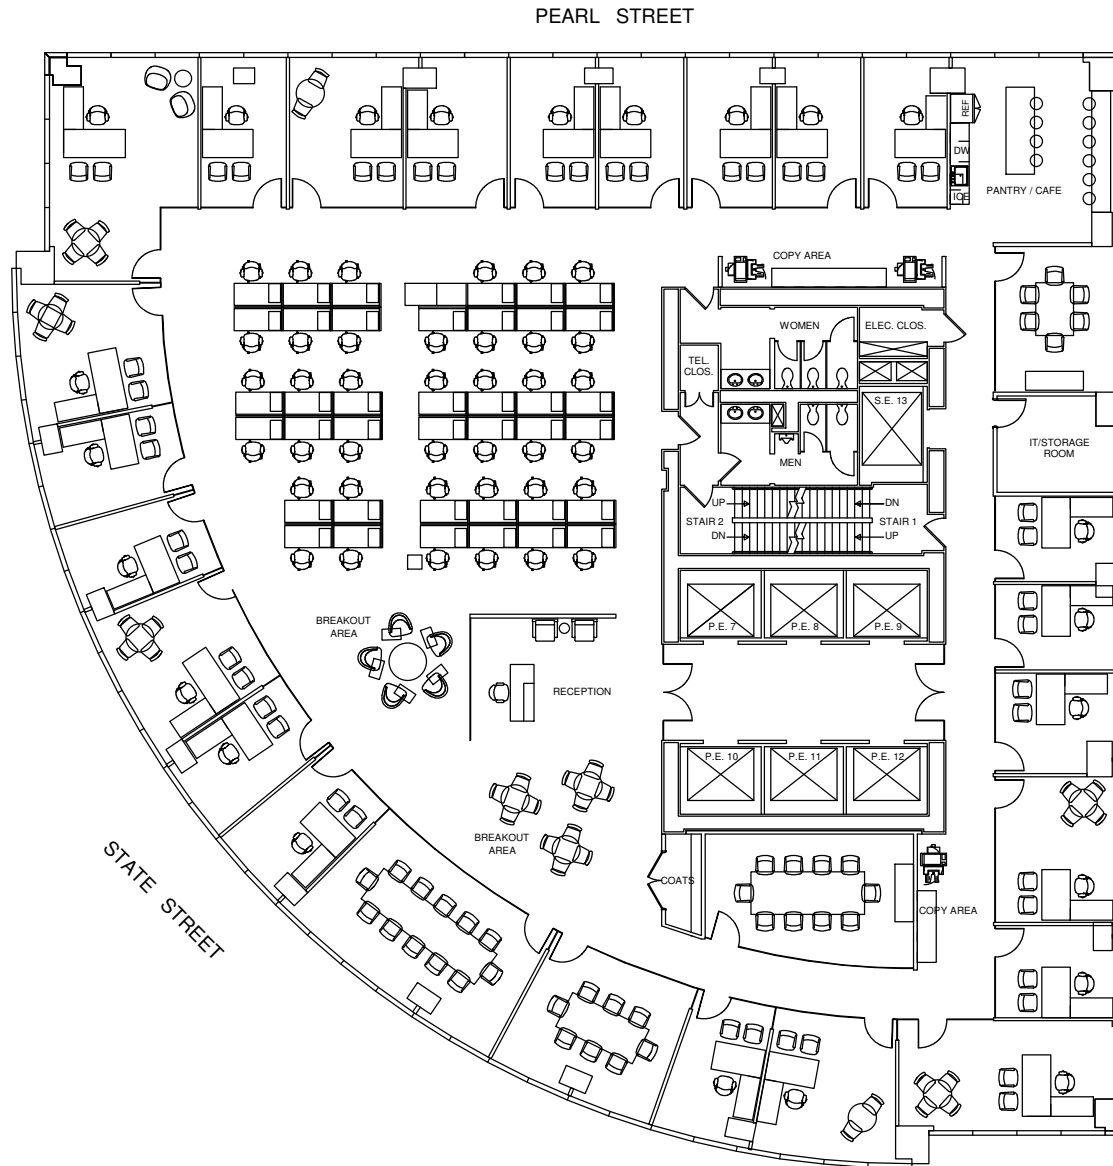 PEARL STREET
REF
DW
ICE
PANTRY / CAFE
COPY AREA
WOMEN
ELEC. CLOS.
TEL.
CLOS.
S.E. 13
IT/STORAGE
ROOM
MEN
UP
DN
STAIR 2
STAIR 1
DN
UP
BREAKOUT
AREA
P.E. 7
P.E. 8
P.E. 9
RECEPTION
P.E. 10
P.E. 11
P.E. 12
BREAKOUT
AREA
STATE STREET
COATS
COPY AREA